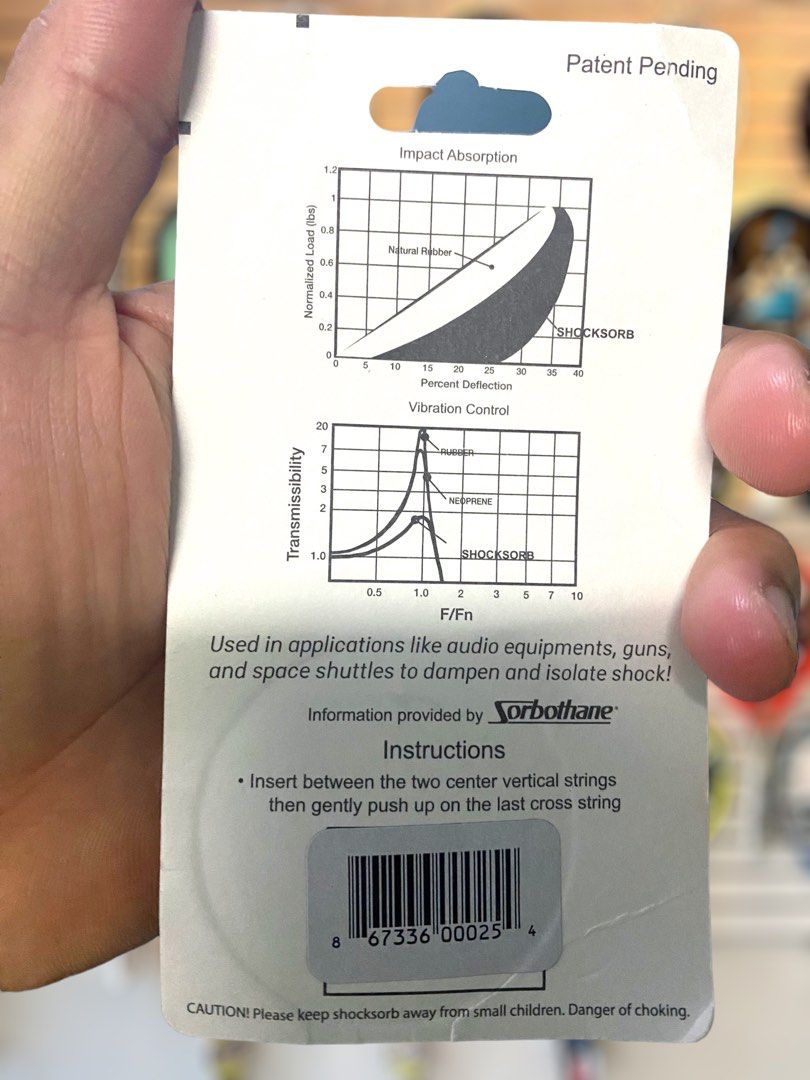 Patent Pending
Impact Absorption
Normalized Load (lbs)
1.2
1
0.8
0.6
0.4
0.2
0
Natural Rubber
SHOCKSORB
0 5 10 15 20 25 30 35 40
Percent Deflection
Vibration Control
Transmissibility
20
7
5
3
2
1.0
RUBBER
NEOPRENE
SHOCKSORB
0.5 1.0 2 3 5 7 10
F/Fn
Used in applications like audio equipments, guns,
and space shuttles to dampen and isolate shock!
Information provided by Sorbothane®
Instructions
• Insert between the two center vertical strings
then gently push up on the last cross string
8 67336 00025 4
CAUTION! Please keep shocksorb away from small children. Danger of choking.